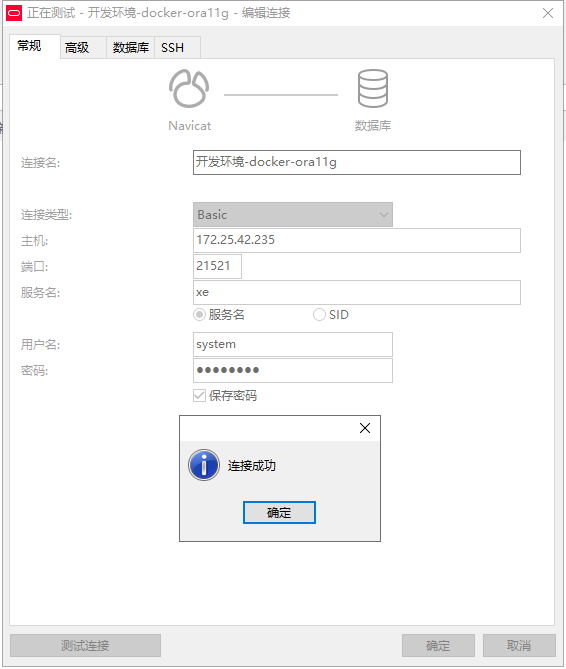 正在测试 - 开发环境-docker-ora11g - 编辑连接
常规 高级 数据库 SSH
Navicat 数据库
连接名: 开发环境-docker-ora11g
连接类型: Basic
主机: 172.25.42.235
端口: 21521
服务名: xe
服务名 SID
用户名: system
密码: ●●●●●●●●
保存密码
连接成功
确定
测试连接 确定 取消